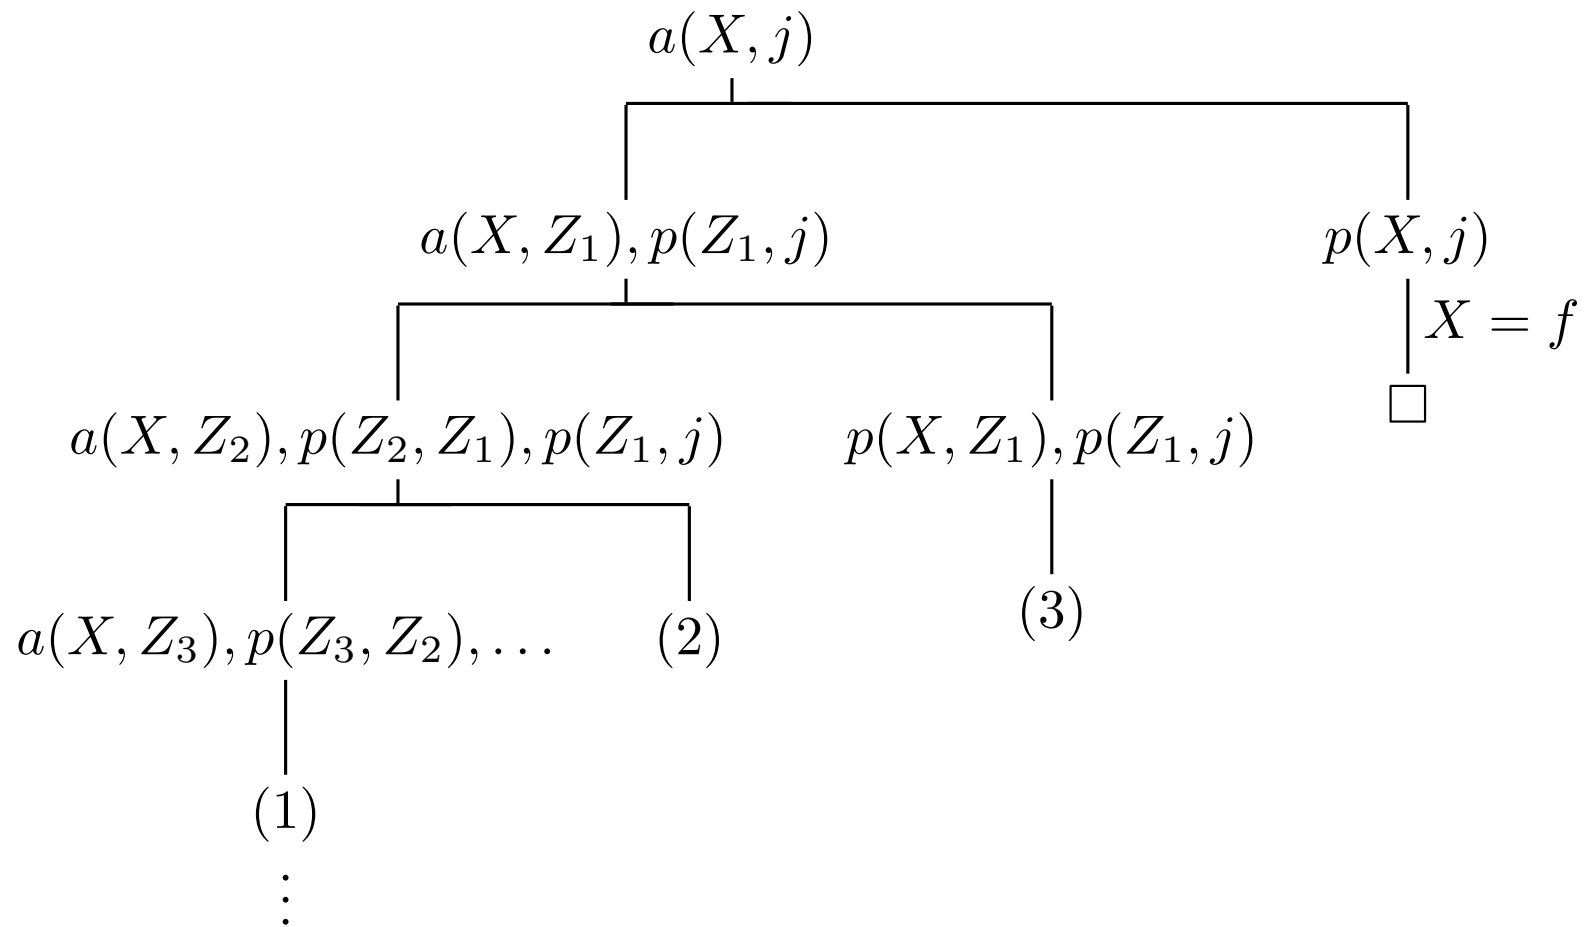 a(X, j)
a(X, Z₁), p(Z₁, j)
p(X, j)
X = f
□
a(X, Z₂), p(Z₂, Z₁), p(Z₁, j)
p(X, Z₁), p(Z₁, j)
a(X, Z₃), p(Z₃, Z₂), . . .
(2)
(3)
(1)
⋮